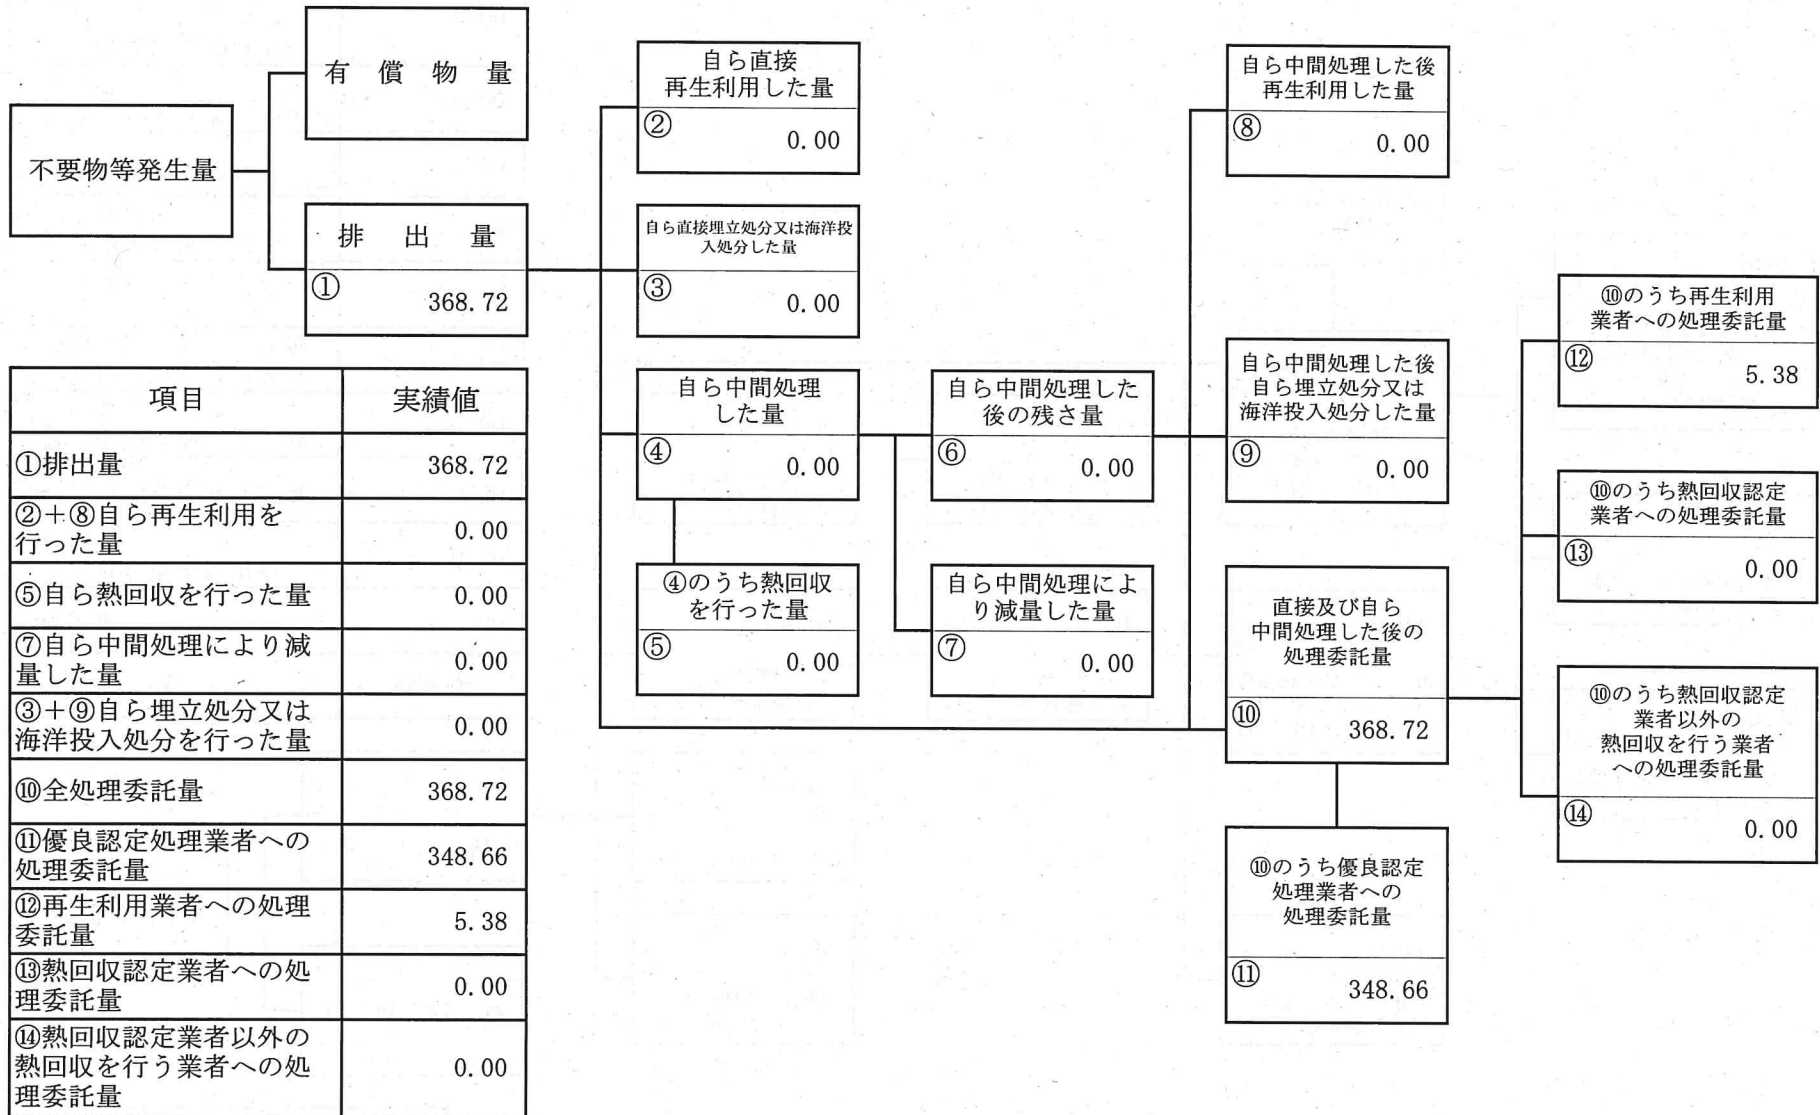 有償物量
不要物等発生量
排出量
①
368.72
自ら直接
再生利用した量
②
0.00
自ら直接埋立処分又は海洋投
入処分した量
③
0.00
自ら中間処理
した量
④
0.00
④のうち熱回収
を行った量
⑤
0.00
自ら中間処理した
後の残さ量
⑥
0.00
自ら中間処理によ
り減量した量
⑦
0.00
自ら中間処理した後
再生利用した量
⑧
0.00
自ら中間処理した後
自ら埋立処分又は
海洋投入処分した量
⑨
0.00
直接及び自ら
中間処理した後の
処理委託量
⑩
368.72
⑩のうち優良認定
処理業者への
処理委託量
⑪
348.66
⑩のうち再生利用
業者への処理委託量
⑫
5.38
⑩のうち熱回収認定
業者への処理委託量
⑬
0.00
⑩のうち熱回収認定
業者以外の
熱回収を行う業者
への処理委託量
⑭
0.00
項目 実績値
①排出量 368.72
②+⑧自ら再生利用を
行った量 0.00
⑤自ら熱回収を行った量 0.00
⑦自ら中間処理により減
量した量 0.00
③+⑨自ら埋立処分又は
海洋投入処分を行った量 0.00
⑩全処理委託量 368.72
⑪優良認定処理業者への
処理委託量 348.66
⑫再生利用業者への処理
委託量 5.38
⑬熱回収認定業者への処
理委託量 0.00
⑭熱回収認定業者以外の
熱回収を行う業者への処
理委託量 0.00